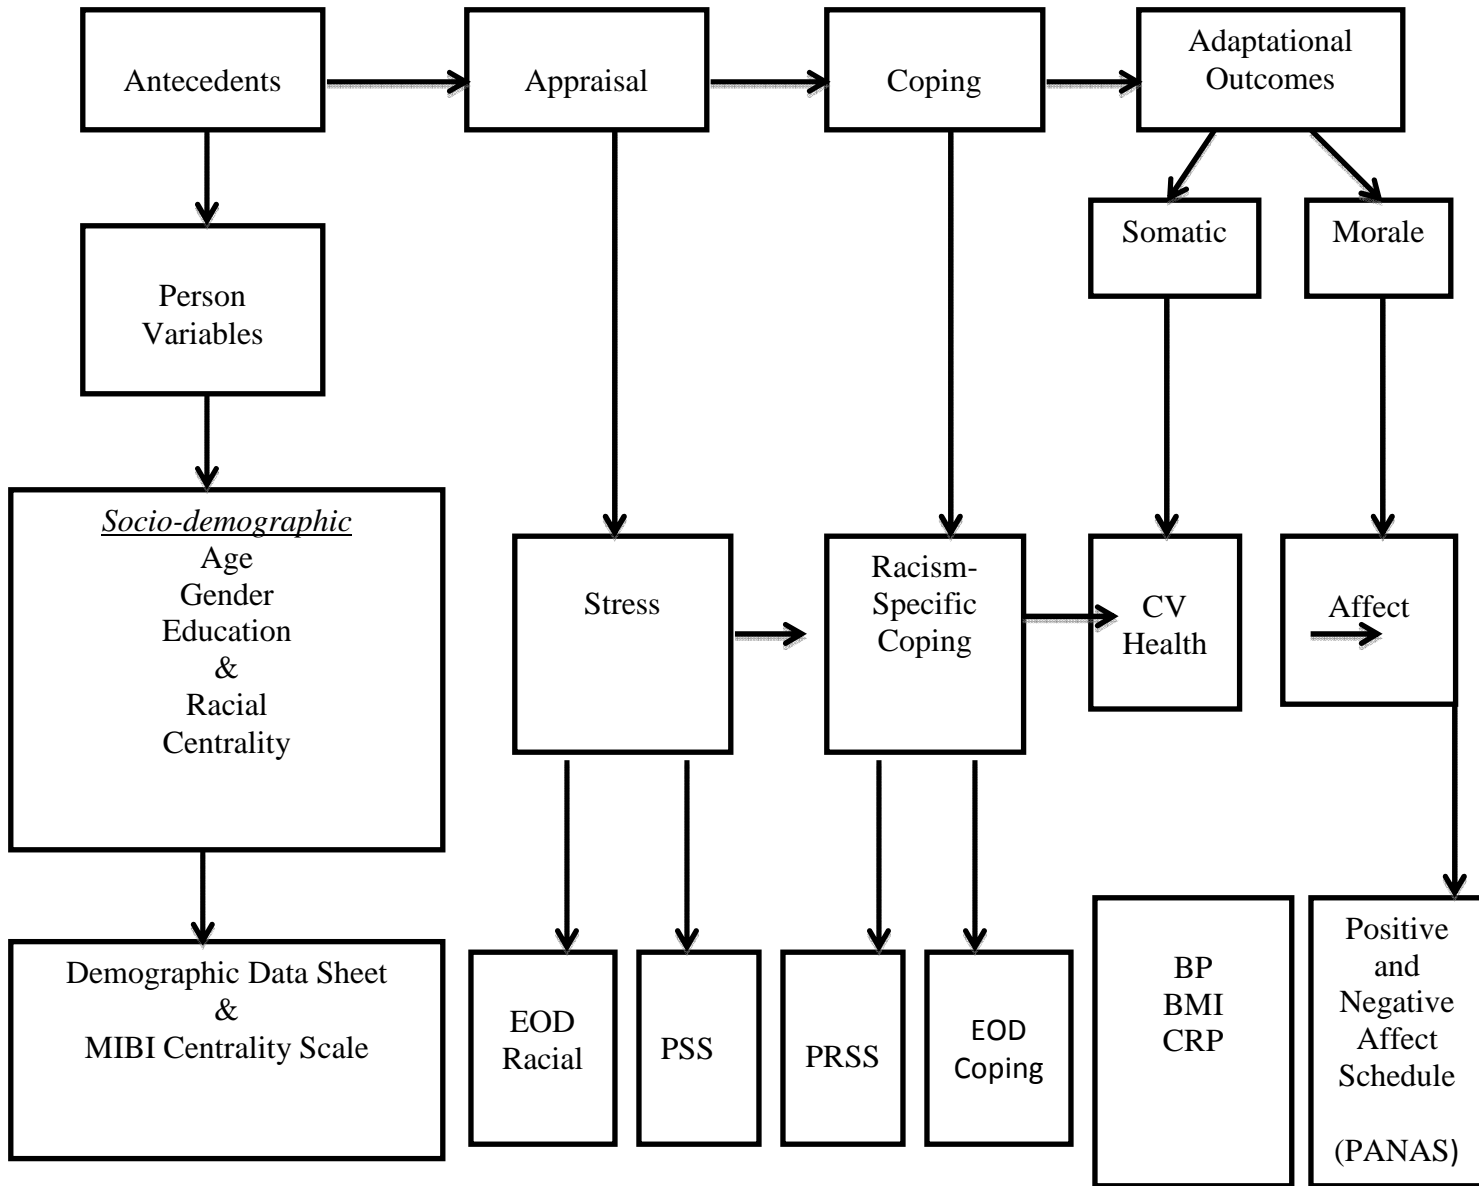 Antecedents
Appraisal
Coping
Adaptational
Outcomes
Somatic
Morale
Person
Variables
Socio-demographic
Age
Gender
Education
&
Racial
Centrality
Stress
Racism-
Specific
Coping
CV
Health
Affect
Demographic Data Sheet
&
MIBI Centrality Scale
EOD
Racial
PSS
PRSS
EOD
Coping
BP
BMI
CRP
Positive
and
Negative
Affect
Schedule
(PANAS)